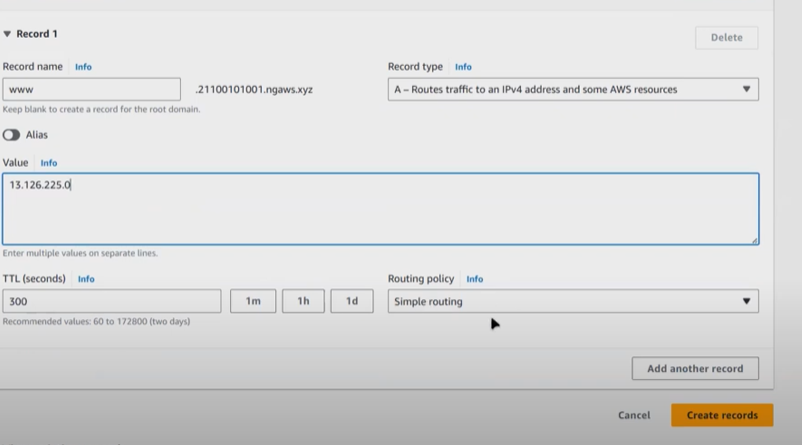 ▼ Record 1
Delete
Record name Info
www
.21100101001.ngaws.xyz
Keep blank to create a record for the root domain.
Record type Info
A – Routes traffic to an IPv4 address and some AWS resources
Alias
Value Info
13.126.225.0
Enter multiple values on separate lines.
TTL (seconds) Info
300
1m
1h
1d
Recommended values: 60 to 172800 (two days)
Routing policy Info
Simple routing
Add another record
Cancel
Create records